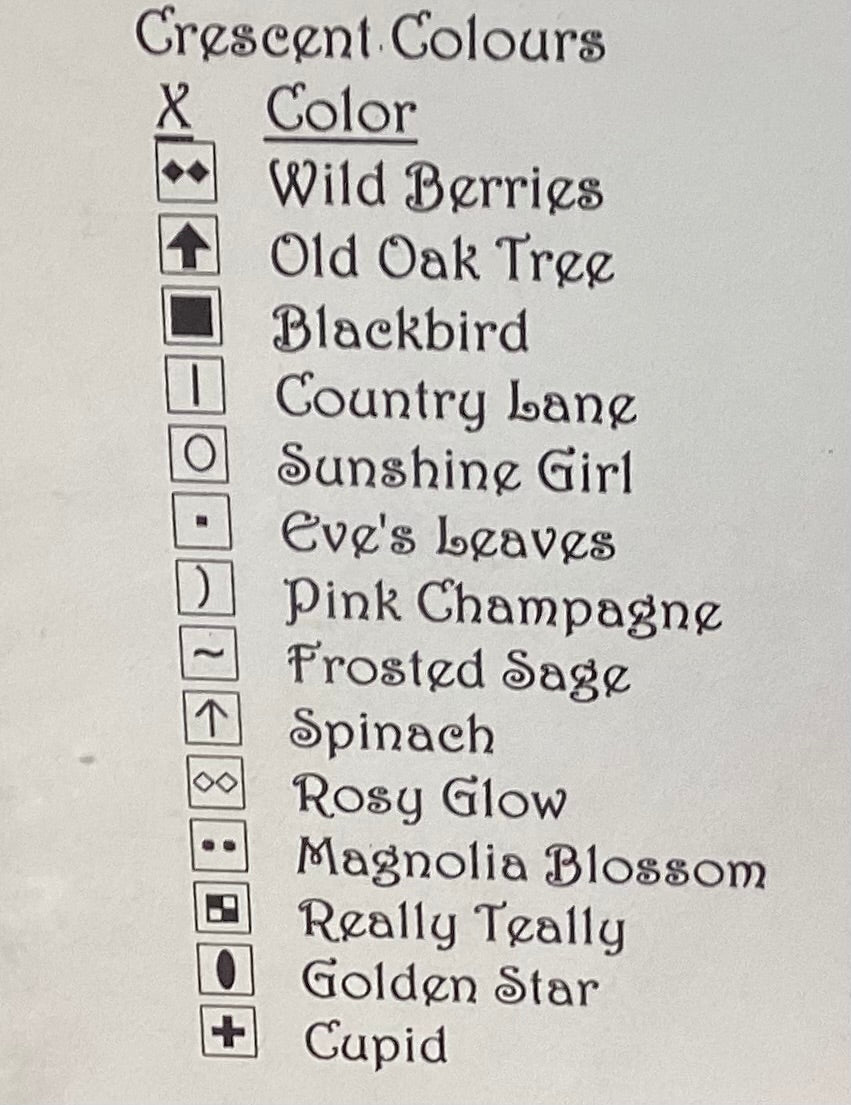 Crescent Colours
X Color
Wild Berries
Old Oak Tree
Blackbird
Country Lane
Sunshine Girl
Eve's Leaves
Pink Champagne
Frosted Sage
Spinach
Rosy Glow
Magnolia Blossom
Really Teally
Golden Star
Cupid